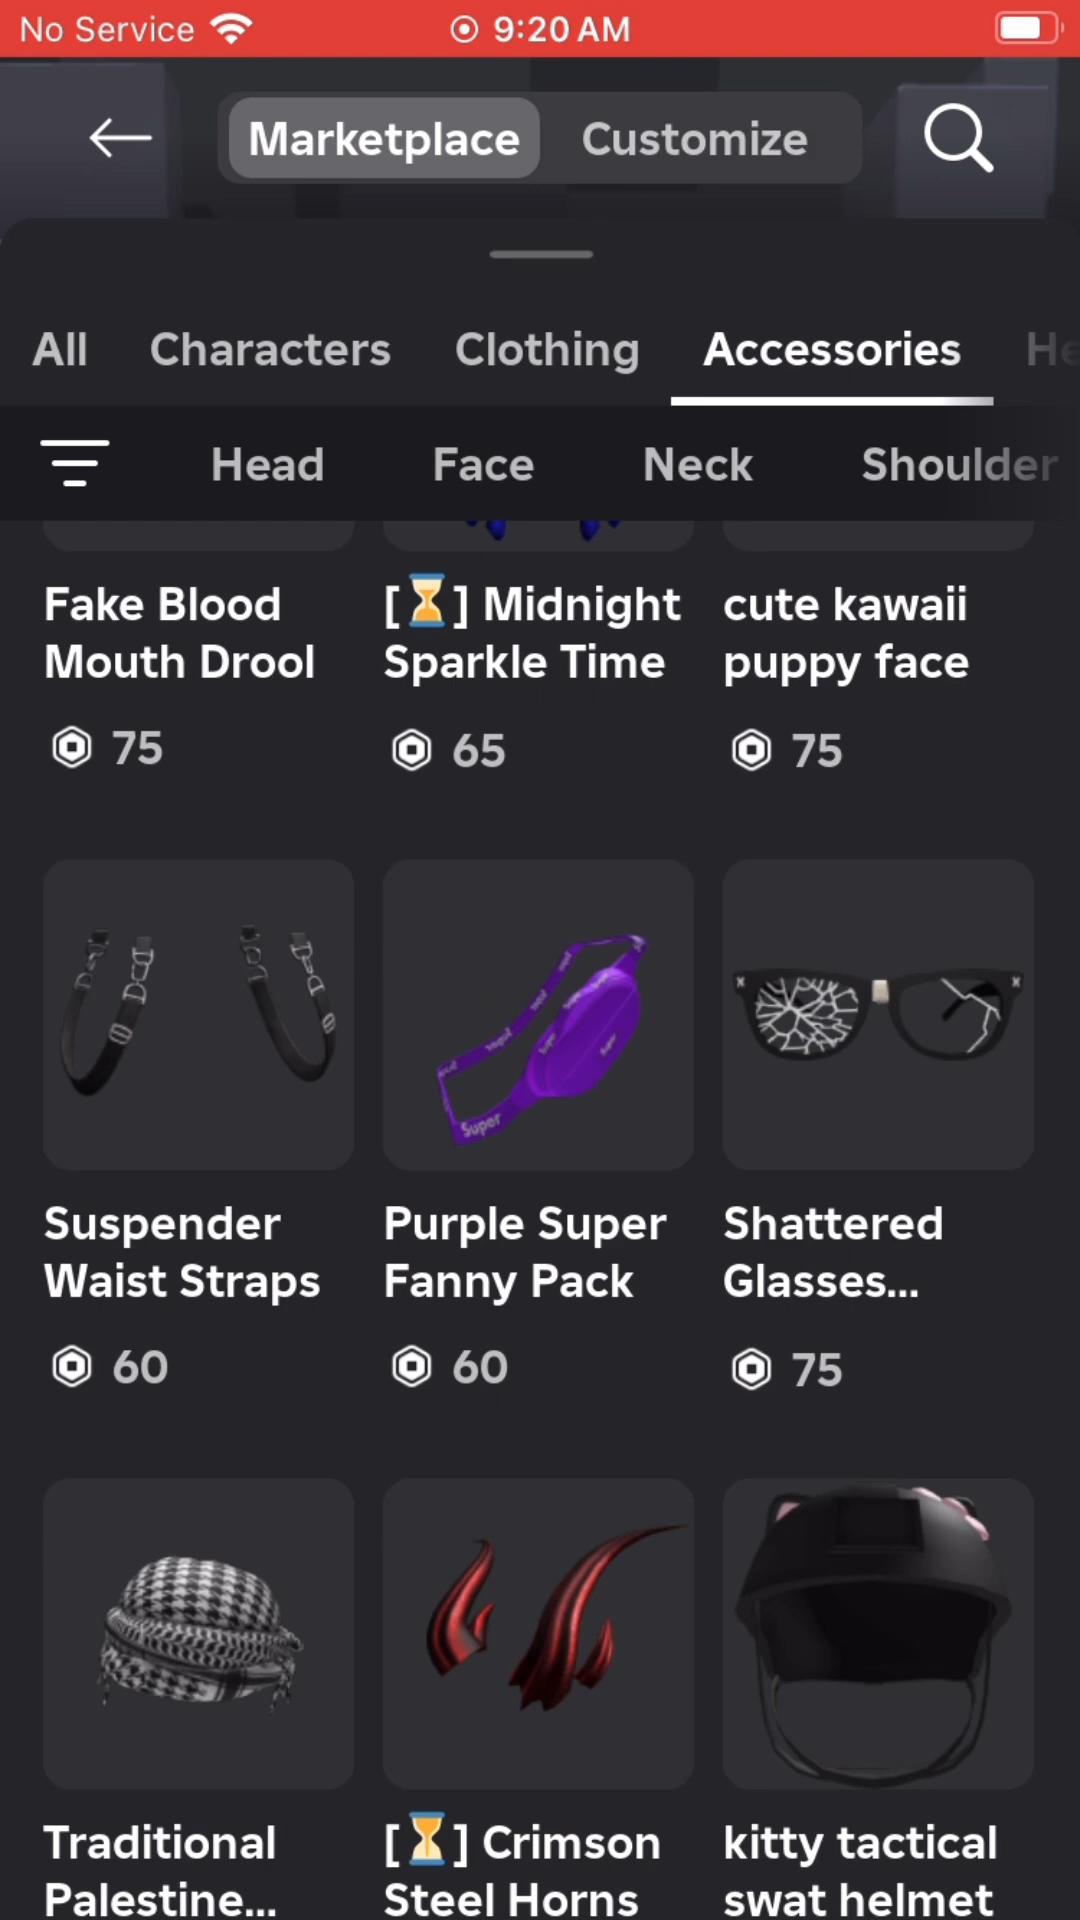 No Service 9:20 AM
Marketplace Customize
All Characters Clothing Accessories He
Head Face Neck Shoulder
Fake Blood
Mouth Drool
75
[⏳] Midnight
Sparkle Time
65
cute kawaii
puppy face
75
Super
Suspender
Waist Straps
60
Purple Super
Fanny Pack
60
Shattered
Glasses...
75
Traditional
Palestine...
[⏳] Crimson
Steel Horns
kitty tactical
swat helmet